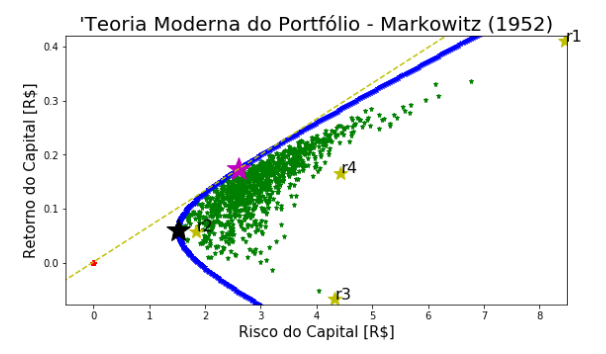 'Teoria Moderna do Portfólio - Markowitz (1952)
Retorno do Capital [R$]
0.4
0.3
0.2
0.1
0.0
r1
r4
r2
r3
0 1 2 3 4 5 6 7 8
Risco do Capital [R$]